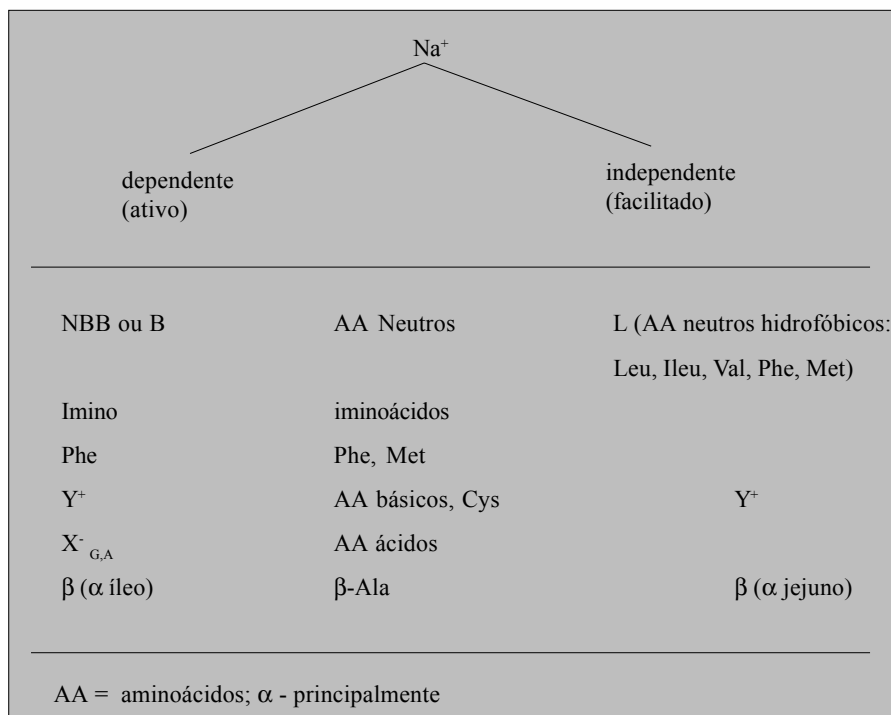 Na⁺
dependente
(ativo)
independente
(facilitado)
NBB ou B AA Neutros L (AA neutros hidrofóbicos:
Leu, Ileu, Val, Phe, Met)
Imino iminoácidos
Phe Phe, Met
Y⁺ AA básicos, Cys Y⁺
X⁻ G,A AA ácidos
β (α íleo) β-Ala β (α jejuno)
AA = aminoácidos; α - principalmente